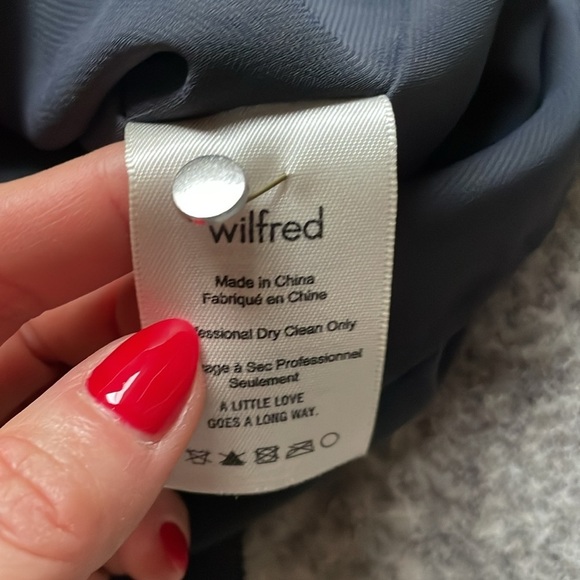 wilfred
Made in China
Fabriqué en Chine
Dry Clean Only
à Sec Professionnel
Seulement
A LITTLE LOVE
GOES A LONG WAY.